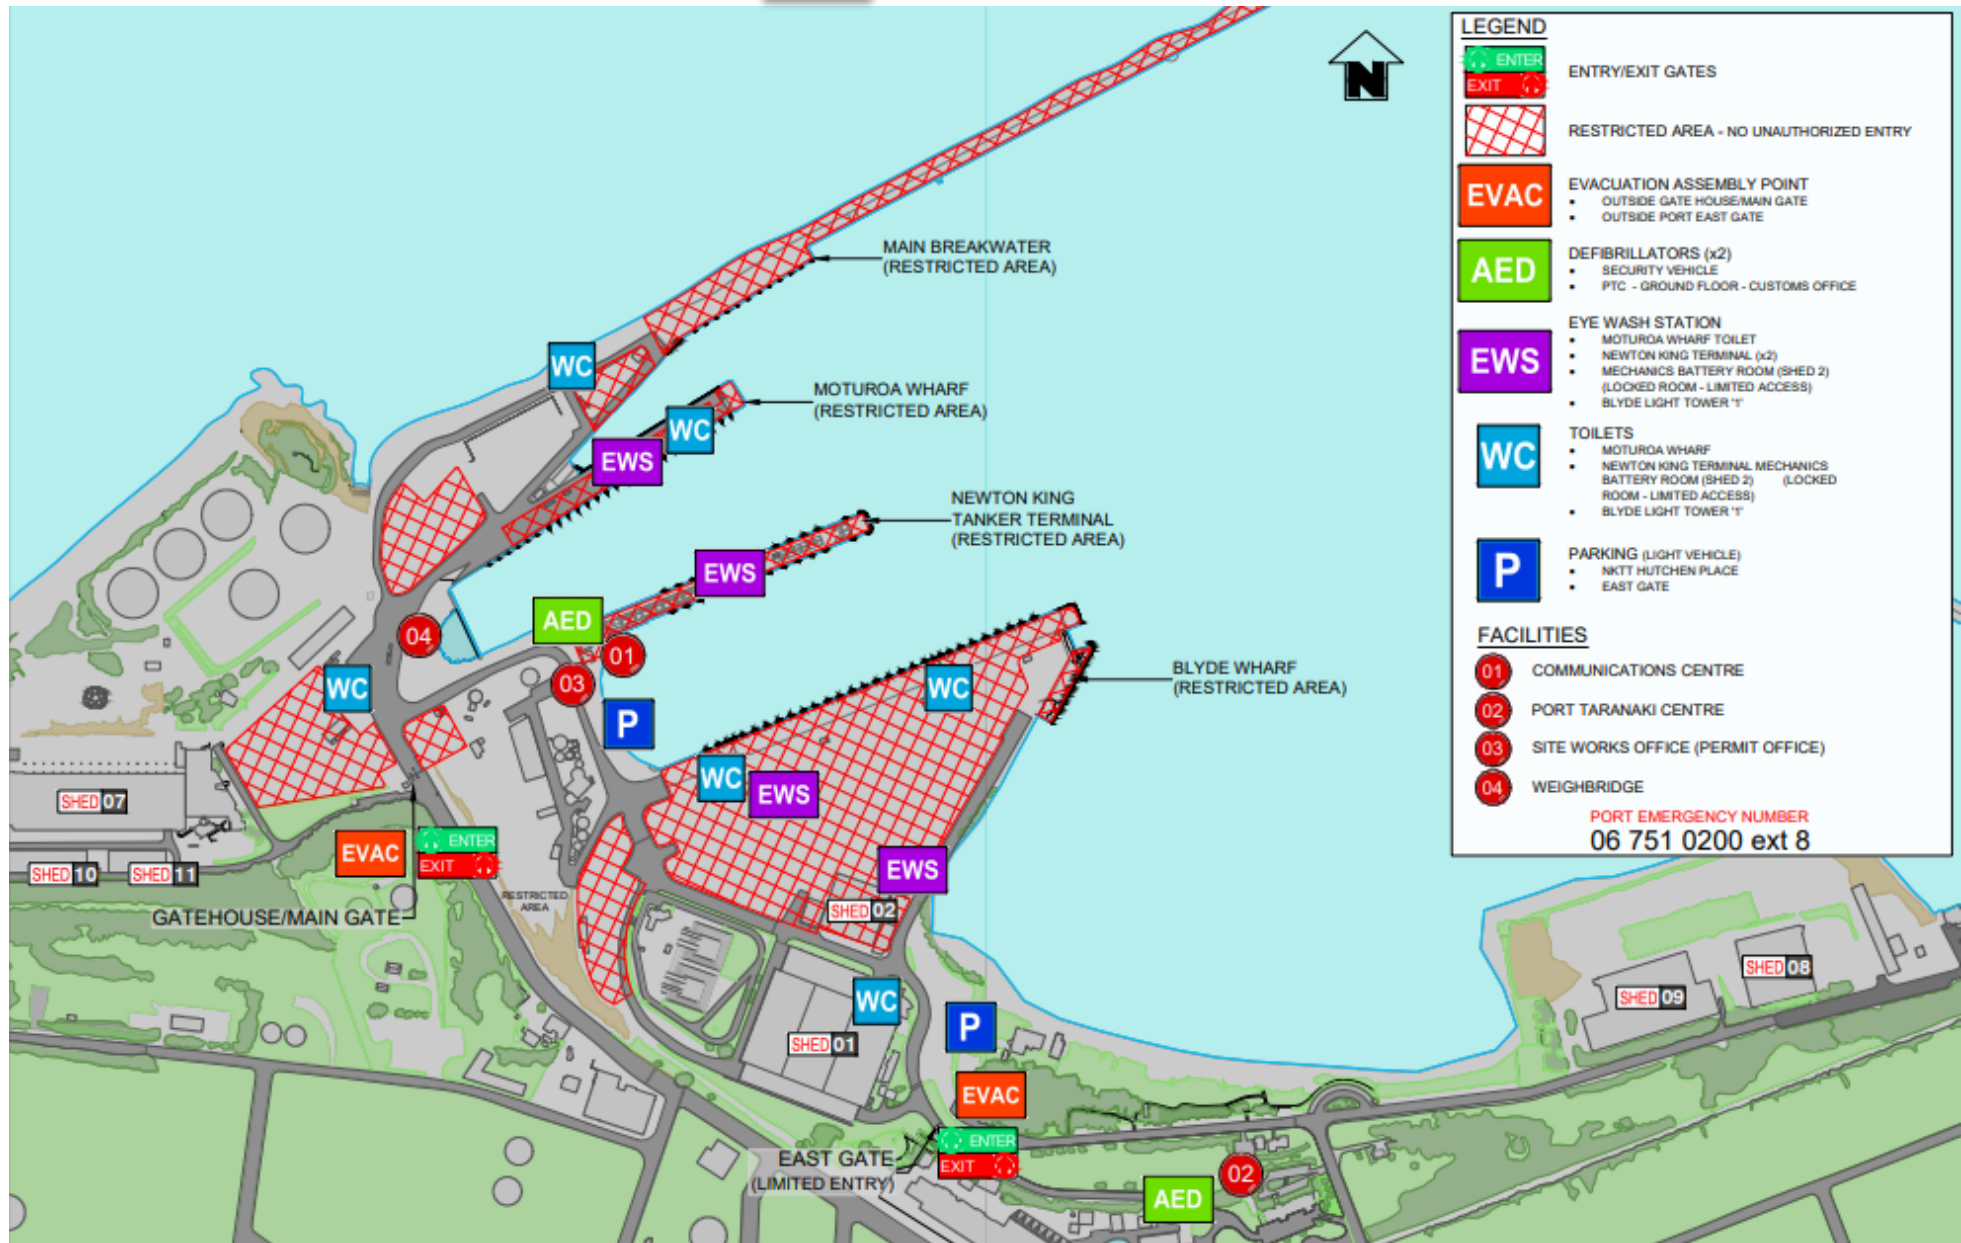 MAIN BREAKWATER
(RESTRICTED AREA)
N
WC
MOTUROA WHARF
(RESTRICTED AREA)
WC
EWS
NEWTON KING
TANKER TERMINAL
(RESTRICTED AREA)
EWS
AED
04
01
03
WC
P
BLYDE WHARF
(RESTRICTED AREA)
WC
WC
EWS
SHED 07
EVAC
ENTER
EXIT
EWS
SHED 10
SHED 11
RESTRICTED
AREA
SHED 02
GATEHOUSE/MAIN GATE
SHED 08
SHED 09
WC
P
SHED 01
EVAC
ENTER
EXIT
EAST GATE
(LIMITED ENTRY)
02
AED
LEGEND
ENTER
EXIT
ENTRY/EXIT GATES
RESTRICTED AREA - NO UNAUTHORIZED ENTRY
EVAC
EVACUATION ASSEMBLY POINT
• OUTSIDE GATE HOUSE/MAIN GATE
• OUTSIDE PORT EAST GATE
AED
DEFIBRILLATORS (x2)
• SECURITY VEHICLE
• PTC - GROUND FLOOR - CUSTOMS OFFICE
EWS
EYE WASH STATION
• MOTUROA WHARF TOILET
• NEWTON KING TERMINAL (x2)
• MECHANICS BATTERY ROOM (SHED 2)
(LOCKED ROOM - LIMITED ACCESS)
• BLYDE LIGHT TOWER '1'
WC
TOILETS
• MOTUROA WHARF
• NEWTON KING TERMINAL MECHANICS
BATTERY ROOM (SHED 2) (LOCKED
ROOM - LIMITED ACCESS)
• BLYDE LIGHT TOWER '1'
P
PARKING (LIGHT VEHICLE)
• NKTT HUTCHEN PLACE
• EAST GATE
FACILITIES
01 COMMUNICATIONS CENTRE
02 PORT TARANAKI CENTRE
03 SITE WORKS OFFICE (PERMIT OFFICE)
04 WEIGHBRIDGE
PORT EMERGENCY NUMBER
06 751 0200 ext 8